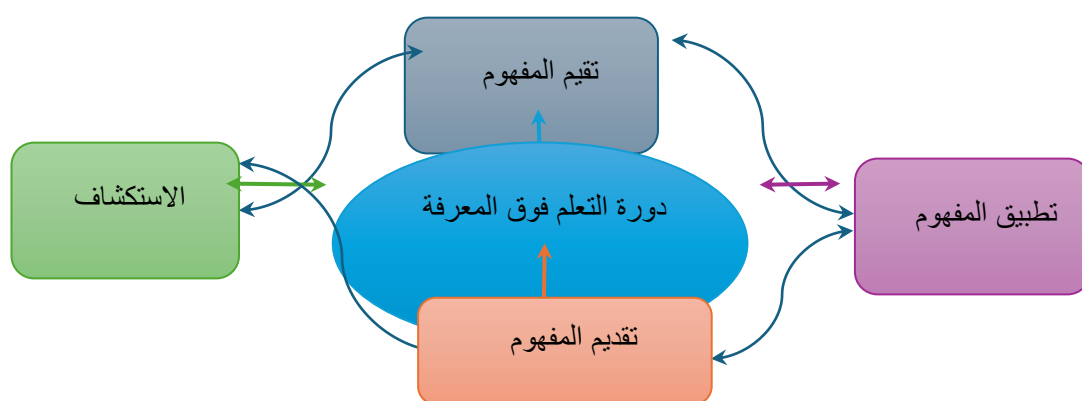 تقيم المفهوم
الاستكشاف
دورة التعلم فوق المعرفة
تطبيق المفهوم
تقديم المفهوم